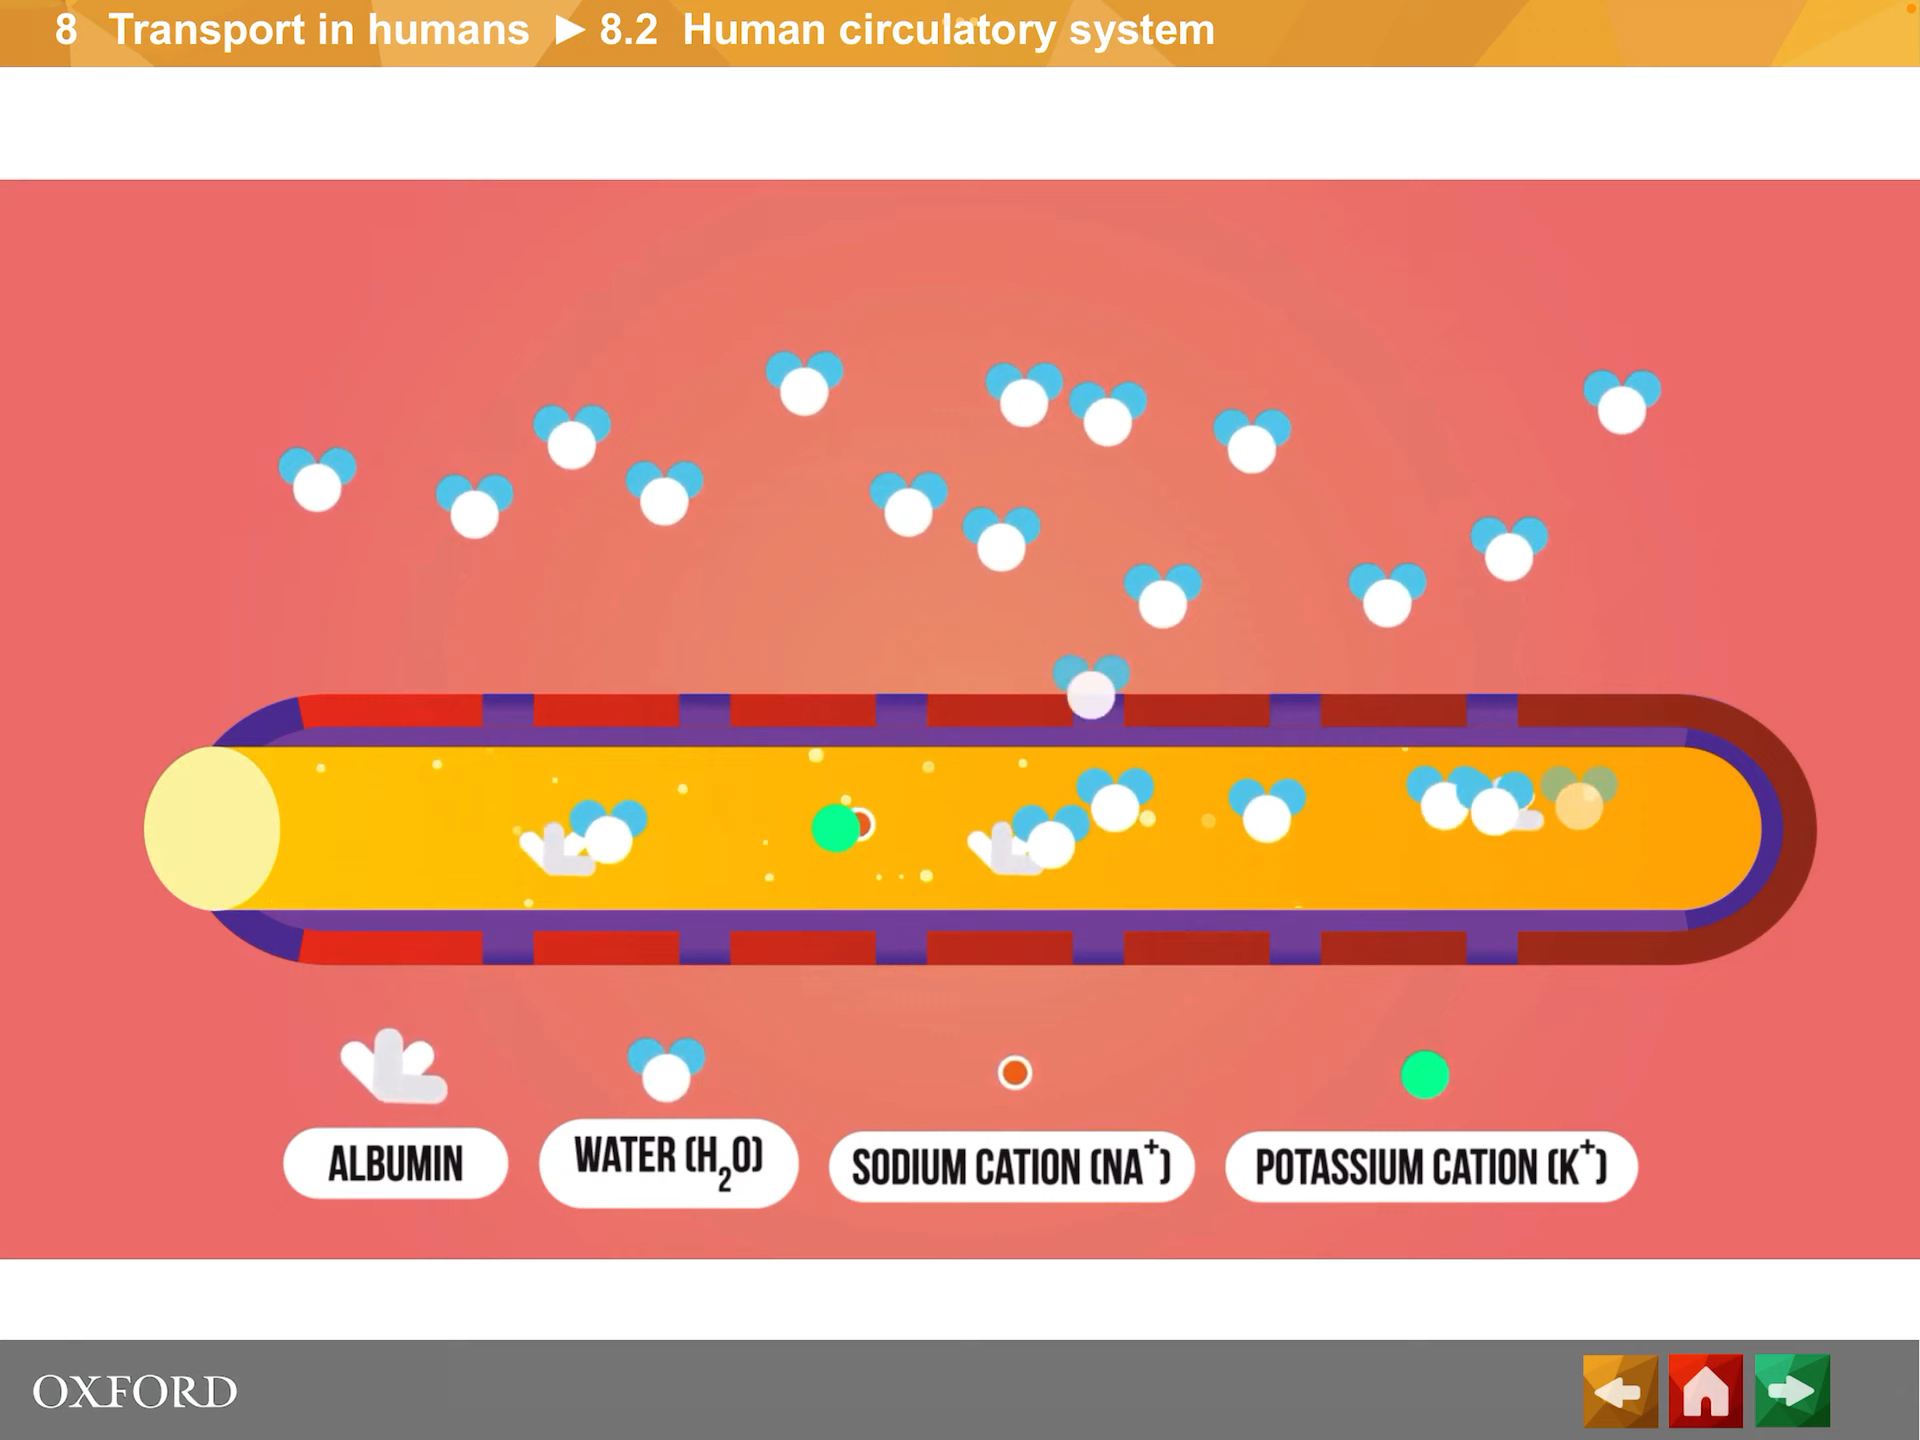 8 Transport in humans ► 8.2 Human circulatory system
ALBUMIN
WATER (H₂O)
SODIUM CATION (NA⁺)
POTASSIUM CATION (K⁺)
OXFORD